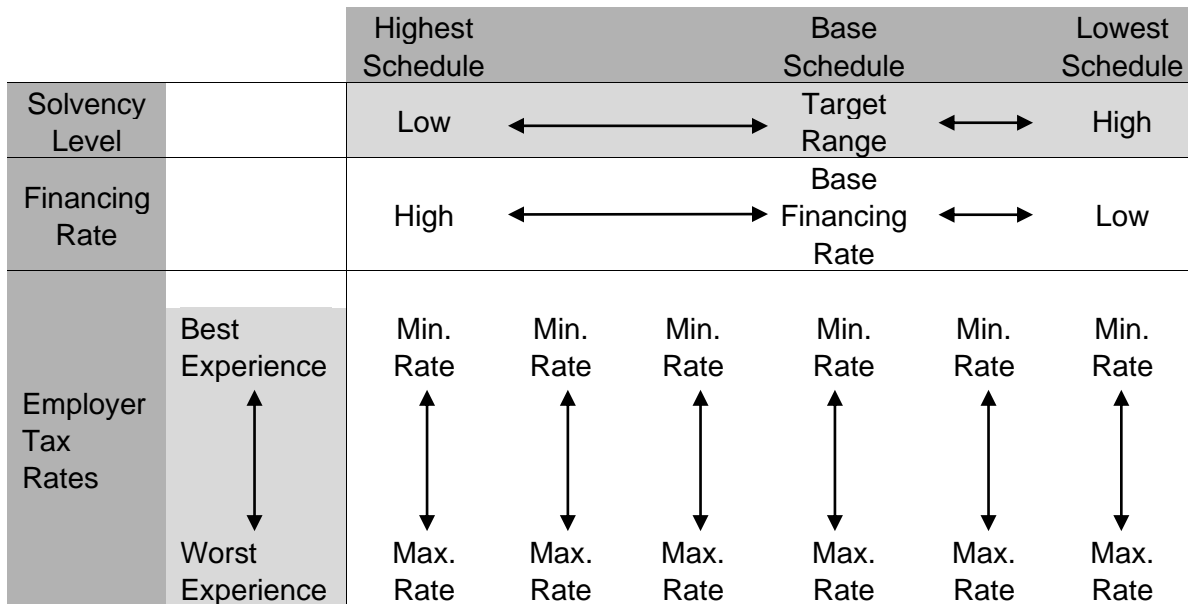 Highest Schedule
Base Schedule
Lowest Schedule
Solvency Level
Low
Target Range
High
Financing Rate
High
Base Financing Rate
Low
Employer Tax Rates
Best Experience
Min. Rate
Min. Rate
Min. Rate
Min. Rate
Min. Rate
Min. Rate
Worst Experience
Max. Rate
Max. Rate
Max. Rate
Max. Rate
Max. Rate
Max. Rate